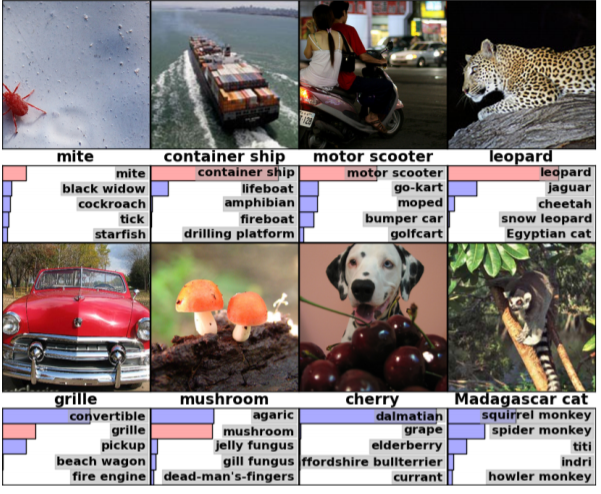 mite
container ship
motor scooter
leopard
mite
black widow
cockroach
tick
starfish
container ship
lifeboat
amphibian
fireboat
drilling platform
motor scooter
go-kart
moped
bumper car
golfcart
leopard
jaguar
cheetah
snow leopard
Egyptian cat
grille
mushroom
cherry
Madagascar cat
convertible
grille
pickup
beach wagon
fire engine
agaric
mushroom
jelly fungus
gill fungus
dead-man's-fingers
dalmatian
grape
elderberry
ffordshire bullterrier
currant
squirrel monkey
spider monkey
titi
indri
howler monkey